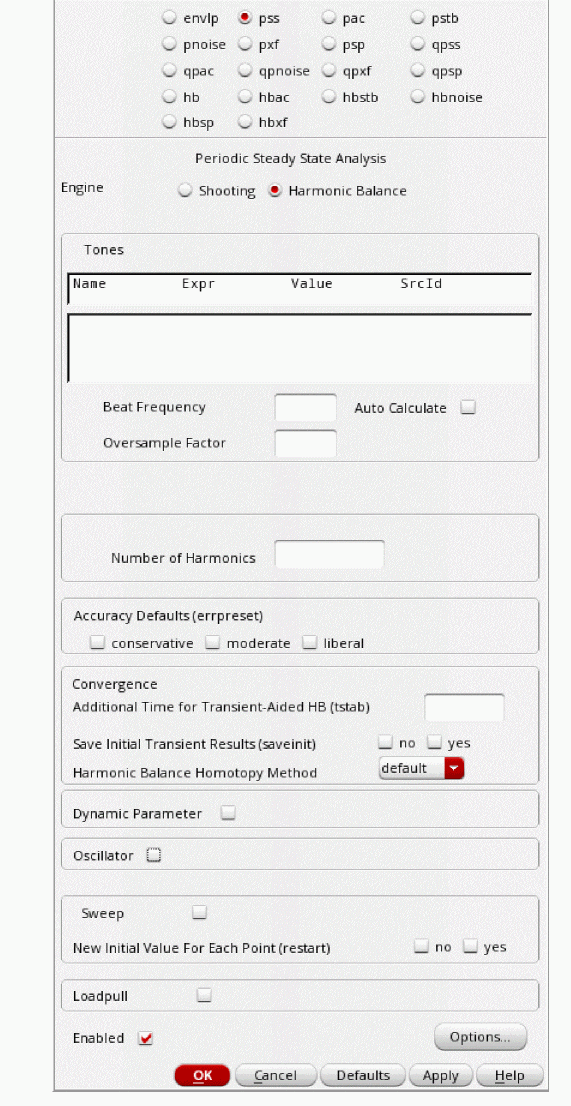 envlp pss pac pstb
pnoise pxf psp qpss
qpac qpnoise qpxf qpsp
hb hbac hbstb hbnoise
hbsp hbxf
Periodic Steady State Analysis
Engine Shooting Harmonic Balance
Tones
Name Expr Value SrcId
Beat Frequency Auto Calculate
Oversample Factor
Number of Harmonics
Accuracy Defaults (errpreset)
conservative moderate liberal
Convergence
Additional Time for Transient-Aided HB (tstab)
Save Initial Transient Results (saveinit) no yes
Harmonic Balance Homotopy Method default
Dynamic Parameter
Oscillator
Sweep
New Initial Value For Each Point (restart) no yes
Loadpull
Enabled Options...
OK Cancel Defaults Apply Help